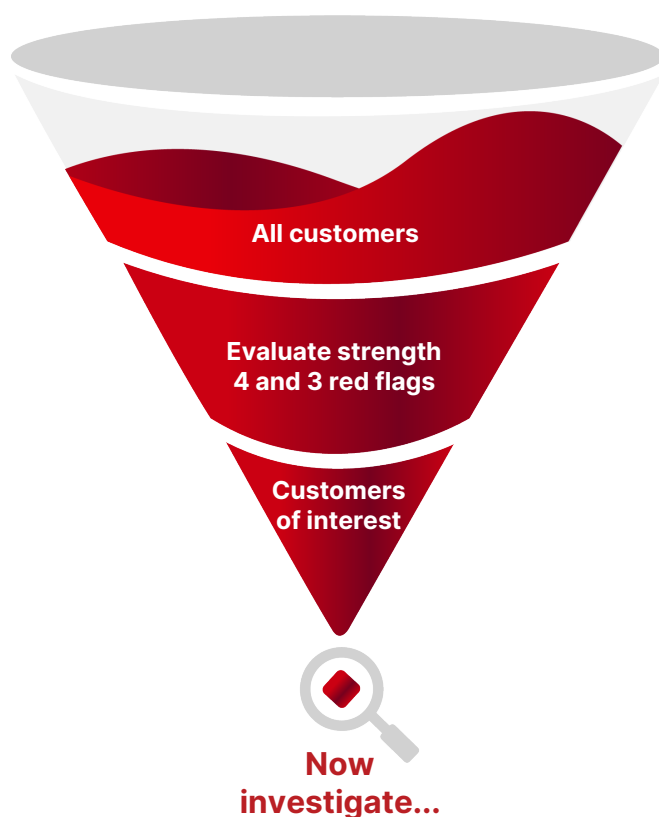 All customers
Evaluate strength
4 and 3 red flags
Customers
of interest
Now
investigate...